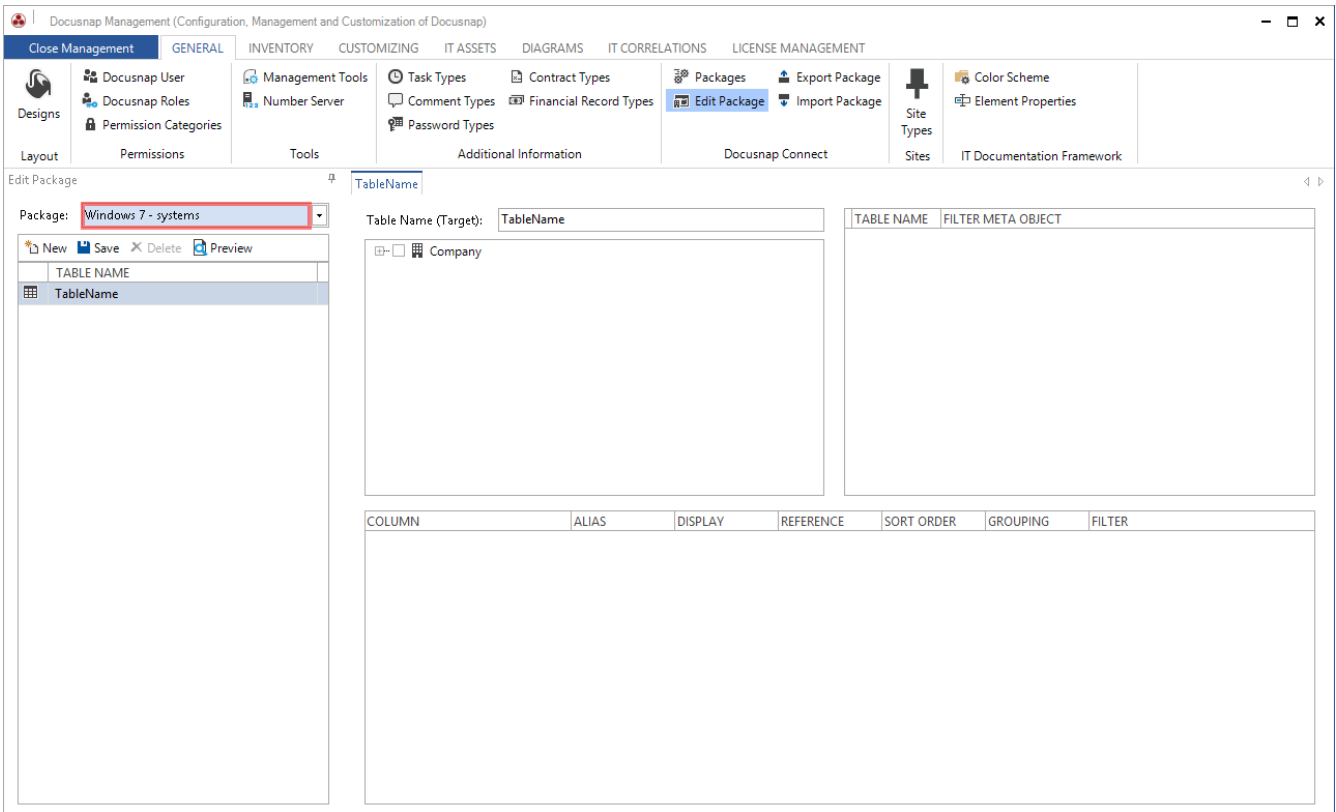 Docusnap Management (Configuration, Management and Customization of Docusnap)
Close Management GENERAL INVENTORY CUSTOMIZING IT ASSETS DIAGRAMS IT CORRELATIONS LICENSE MANAGEMENT
Designs
Layout
Docusnap User
Docusnap Roles
Permission Categories
Permissions
Management Tools
Number Server
Tools
Task Types Contract Types
Comment Types Financial Record Types
Password Types
Additional Information
Packages Export Package
Edit Package Import Package
Docusnap Connect
Site
Types
Sites
Color Scheme
Element Properties
IT Documentation Framework
Edit Package
Package: Windows 7 - systems
New Save Delete Preview
TABLE NAME
TableName
TableName
Table Name (Target): TableName
Company
TABLE NAME FILTER META OBJECT
COLUMN ALIAS DISPLAY REFERENCE SORT ORDER GROUPING FILTER